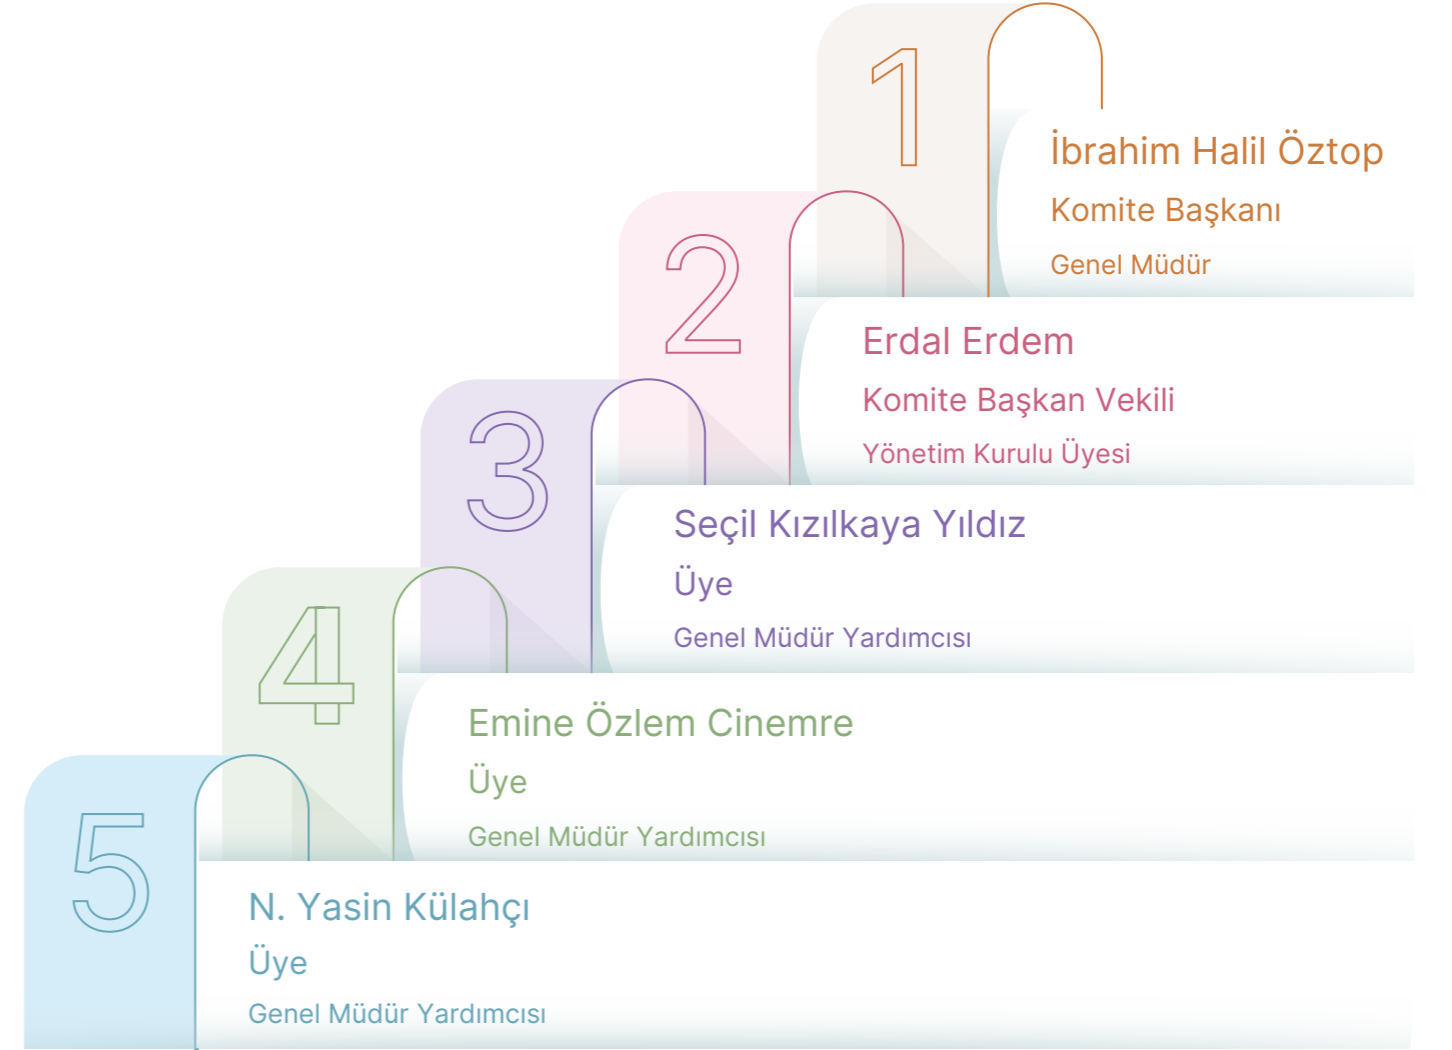 1
İbrahim Halil Öztop
Komite Başkanı
Genel Müdür
2
Erdal Erdem
Komite Başkan Vekili
Yönetim Kurulu Üyesi
3
Seçil Kızılkaya Yıldız
Üye
Genel Müdür Yardımcısı
4
Emine Özlem Cinemre
Üye
Genel Müdür Yardımcısı
5
N. Yasin Külahçı
Üye
Genel Müdür Yardımcısı